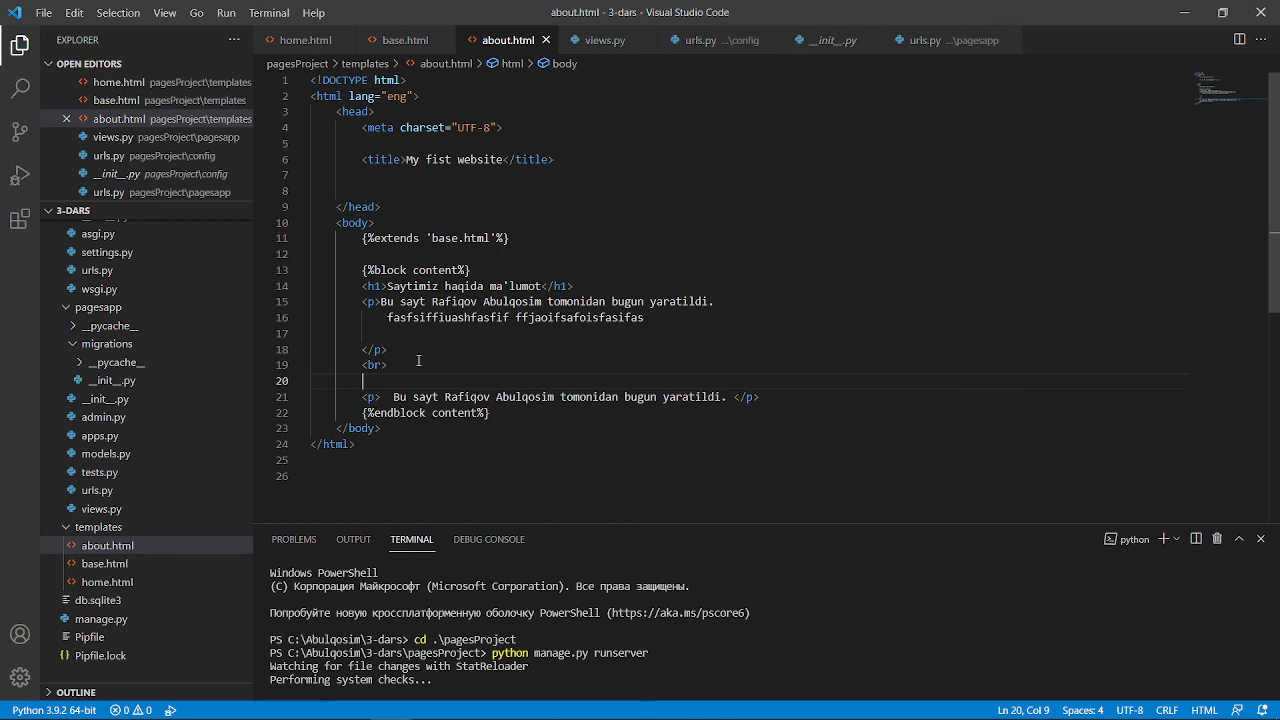 File Edit Selection View Go Run Terminal Help
about.html - 3-dars - Visual Studio Code
EXPLORER
home.html base.html about.html views.py urls.py ...\config __init__.py urls.py ...\pagesapp
OPEN EDITORS
home.html pagesProject\templates
base.html pagesProject\templates
about.html pagesProject\templates
views.py pagesProject\pagesapp
urls.py pagesProject\config
__init__.py pagesProject\config
urls.py pagesProject\pagesapp
3-DARS
asgi.py
settings.py
urls.py
wsgi.py
pagesapp
__pycache__
migrations
__pycache__
__init__.py
__init__.py
admin.py
apps.py
models.py
tests.py
urls.py
views.py
templates
about.html
base.html
home.html
db.sqlite3
manage.py
Pipfile
Pipfile.lock
OUTLINE
pagesProject > templates > about.html > html > body
1 <!DOCTYPE html>
2 <html lang="eng">
3 <head>
4 <meta charset="UTF-8">
5
6 <title>My fist website</title>
7
8
9 </head>
10 <body>
11 {%extends 'base.html'%}
12
13 {%block content%}
14 <h1>Saytimiz haqida ma'lumot</h1>
15 <p>Bu sayt Rafiqov Abulqosim tomonidan bugun yaratildi.
16 fasfsiffiuashfasfif ffjaoifsafoisfasifas
17
18 </p>
19 <br>
20
21 <p>  Bu sayt Rafiqov Abulqosim tomonidan bugun yaratildi. </p>
22 {%endblock content%}
23 </body>
24 </html>
25
26
PROBLEMS OUTPUT TERMINAL DEBUG CONSOLE
python
Windows PowerShell
(C) Корпорация Майкрософт (Microsoft Corporation). Все права защищены.
Попробуйте новую кроссплатформенную оболочку PowerShell (https://aka.ms/pscore6)
PS C:\Abulqosim\3-dars> cd .\pagesProject
PS C:\Abulqosim\3-dars\pagesProject> python manage.py runserver
Watching for file changes with StatReloader
Performing system checks...
Python 3.9.2 64-bit 0 0 Ln 20, Col 9 Spaces: 4 UTF-8 CRLF HTML